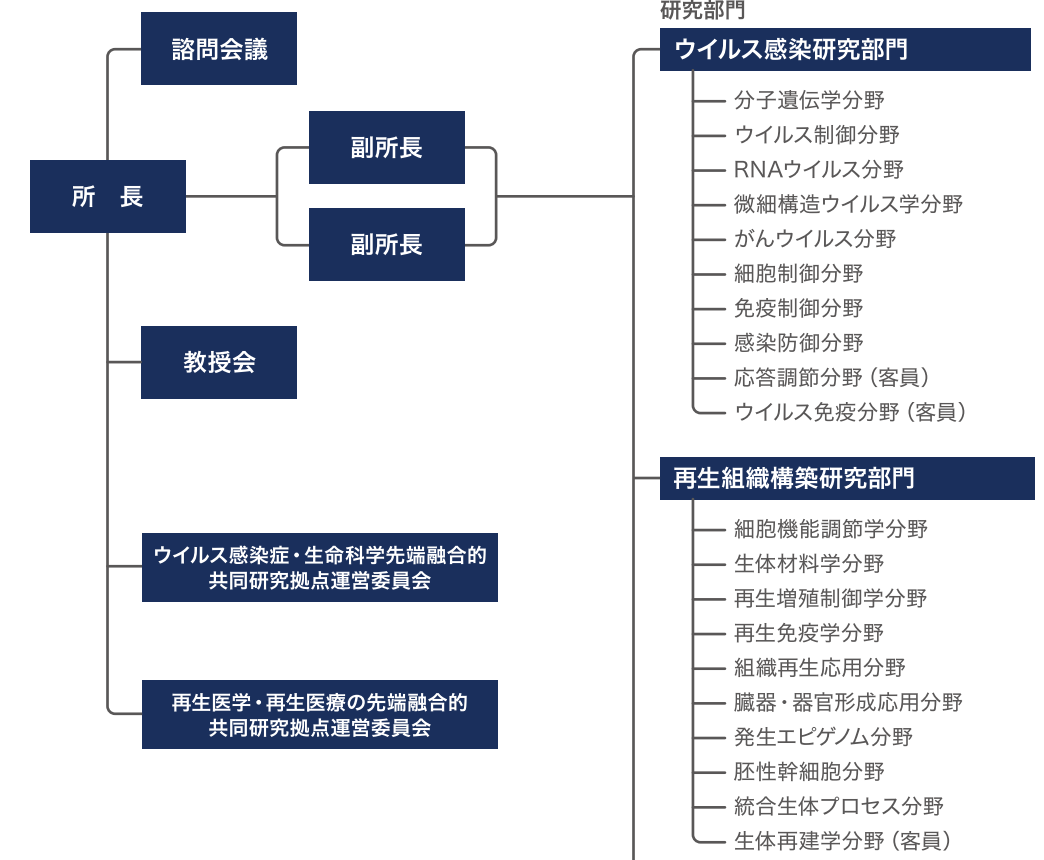 諮問会議
所　長
副所長
副所長
教授会
ウイルス感染症・生命科学先端融合的
共同研究拠点運営委員会
再生医学・再生医療の先端融合的
共同研究拠点運営委員会
研究部門
ウイルス感染研究部門
分子遺伝学分野
ウイルス制御分野
RNAウイルス分野
微細構造ウイルス学分野
がんウイルス分野
細胞制御分野
免疫制御分野
感染防御分野
応答調節分野（客員）
ウイルス免疫分野（客員）
再生組織構築研究部門
細胞機能調節学分野
生体材料学分野
再生増殖制御学分野
再生免疫学分野
組織再生応用分野
臓器・器官形成応用分野
発生エピゲノム分野
胚性幹細胞分野
統合生体プロセス分野
生体再建学分野（客員）